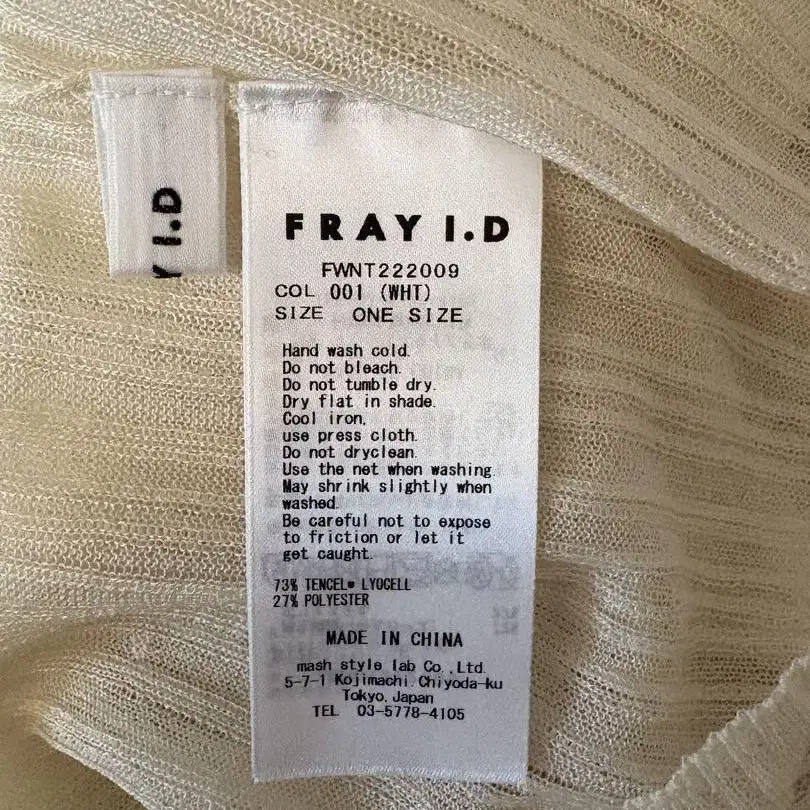 Y I.D
FRAY I.D
FWNT222009
COL 001 (WHT)
SIZE ONE SIZE
Hand wash cold.
Do not bleach.
Do not tumble dry.
Dry flat in shade.
Cool iron,
use press cloth.
Do not dryclean.
Use the net when washing.
May shrink slightly when
washed.
Be careful not to expose
to friction or let it
get caught.
73% TENCEL® LYOCELL
27% POLYESTER
MADE IN CHINA
mash style lab Co.,Ltd.
5-7-1 Kojimachi.Chiyoda-ku
Tokyo,Japan
TEL 03-5778-4105